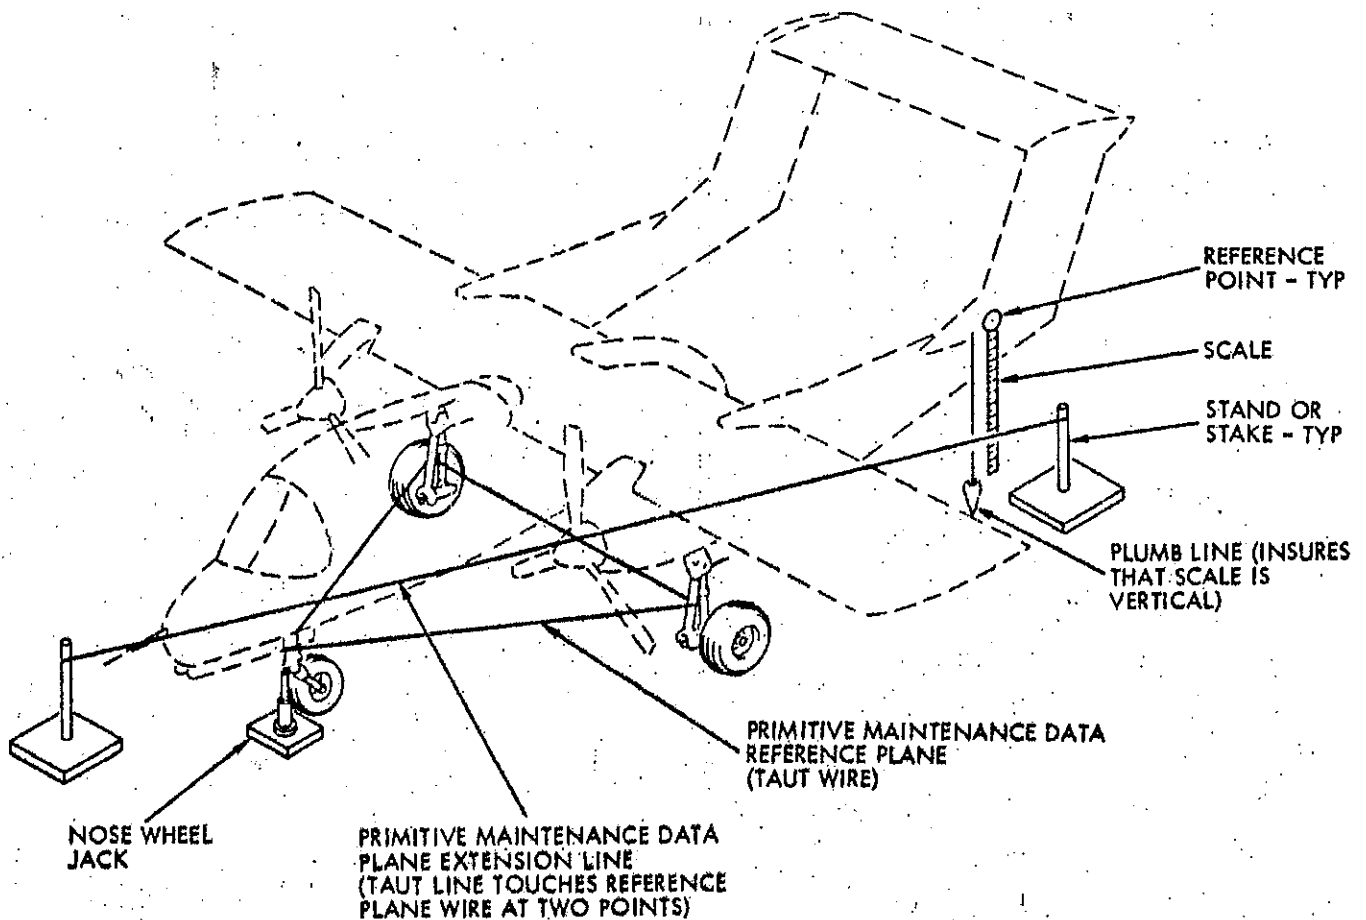 REFERENCE
POINT - TYP
SCALE
STAND OR
STAKE - TYP
PLUMB LINE (INSURES
THAT SCALE IS
VERTICAL)
PRIMITIVE MAINTENANCE DATA
REFERENCE PLANE
(TAUT WIRE)
NOSE WHEEL
JACK
PRIMITIVE MAINTENANCE DATA
PLANE EXTENSION LINE
(TAUT LINE TOUCHES REFERENCE
PLANE WIRE AT TWO POINTS)